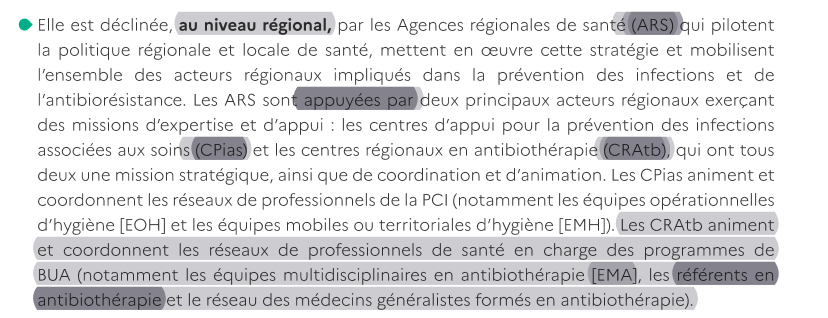 Elle est déclinée, au niveau régional, par les Agences régionales de santé (ARS) qui pilotent
la politique régionale et locale de santé, mettent en œuvre cette stratégie et mobilisent
l’ensemble des acteurs régionaux impliqués dans la prévention des infections et de
l’antibiorésistance. Les ARS sont appuyées par deux principaux acteurs régionaux exerçant
des missions d’expertise et d’appui : les centres d’appui pour la prévention des infections
associées aux soins (CPias) et les centres régionaux en antibiothérapie (CRAtb), qui ont tous
deux une mission stratégique, ainsi que de coordination et d’animation. Les CPias animent et
coordonnent les réseaux de professionnels de la PCI (notamment les équipes opérationnelles
d’hygiène [EOH] et les équipes mobiles ou territoriales d’hygiène [EMH]). Les CRAtb animent
et coordonnent les réseaux de professionnels de santé en charge des programmes de
BUA (notamment les équipes multidisciplinaires en antibiothérapie [EMA], les référents en
antibiothérapie et le réseau des médecins généralistes formés en antibiothérapie).